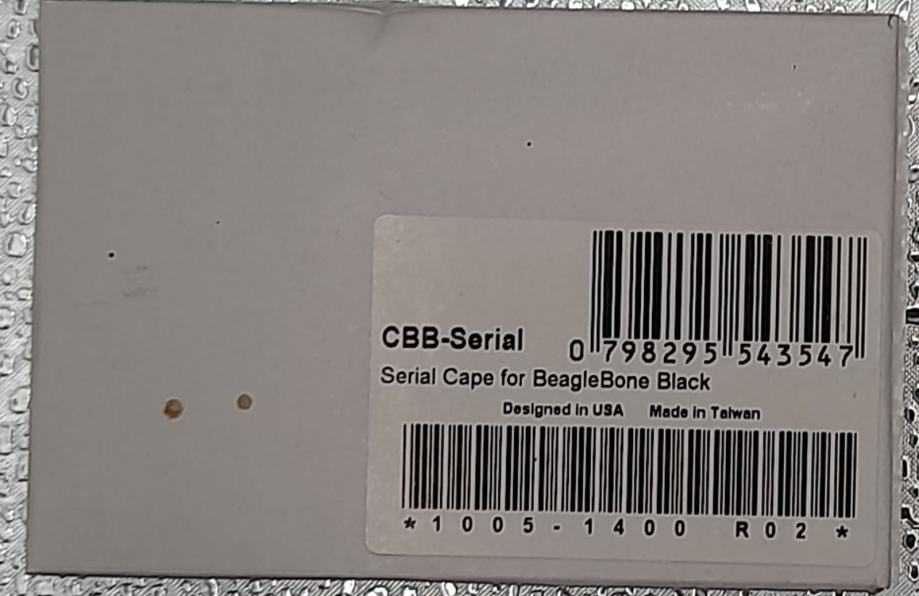 CBB-Serial
0 798295 543547
Serial Cape for BeagleBone Black
Designed in USA Made in Taiwan
*1005-1400 R02*